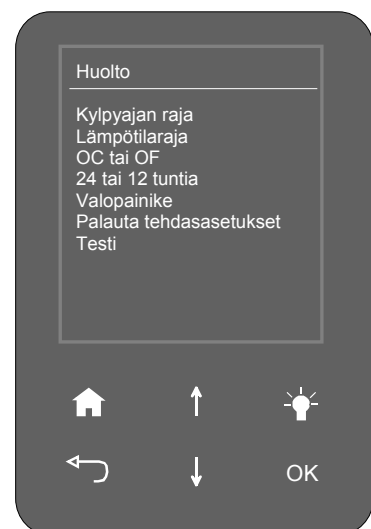 Huolto
Kylpyajan raja
Lämpötilaraja
OC tai OF
24 tai 12 tuntia
Valopainike
Palauta tehdasasetukset
Testi
OK